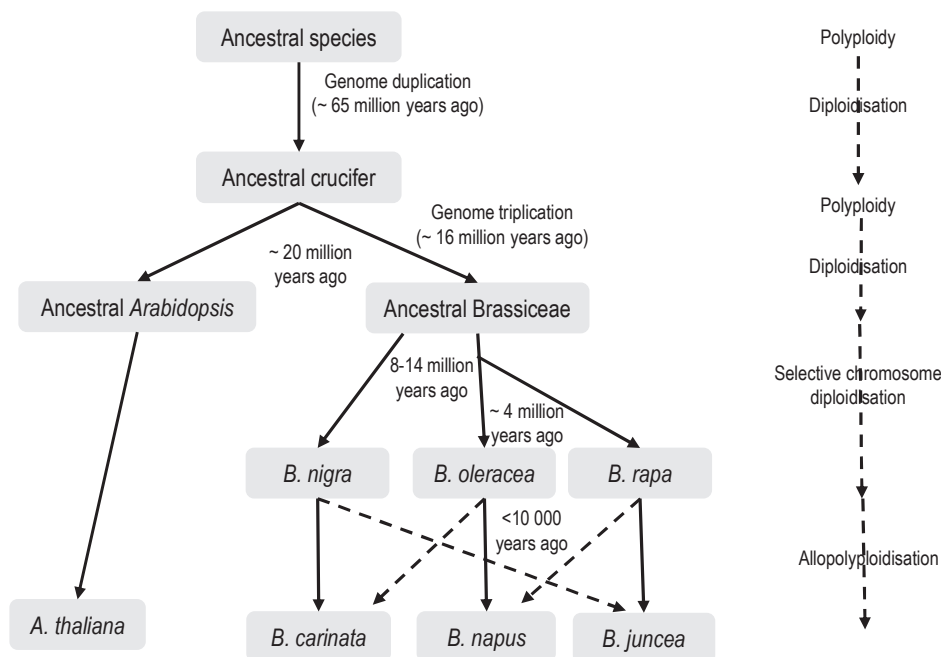 Ancestral species
Polyploidy
Genome duplication
(~ 65 million years ago)
Diploidisation
Ancestral crucifer
Polyploidy
Genome triplication
(~ 16 million years ago)
~ 20 million
years ago
Diploidisation
Ancestral Arabidopsis
Ancestral Brassiceae
8-14 million
years ago
Selective chromosome
diploidisation
~ 4 million
years ago
B. nigra
B. oleracea
B. rapa
<10 000
years ago
Allopolyploidisation
A. thaliana
B. carinata
B. napus
B. juncea